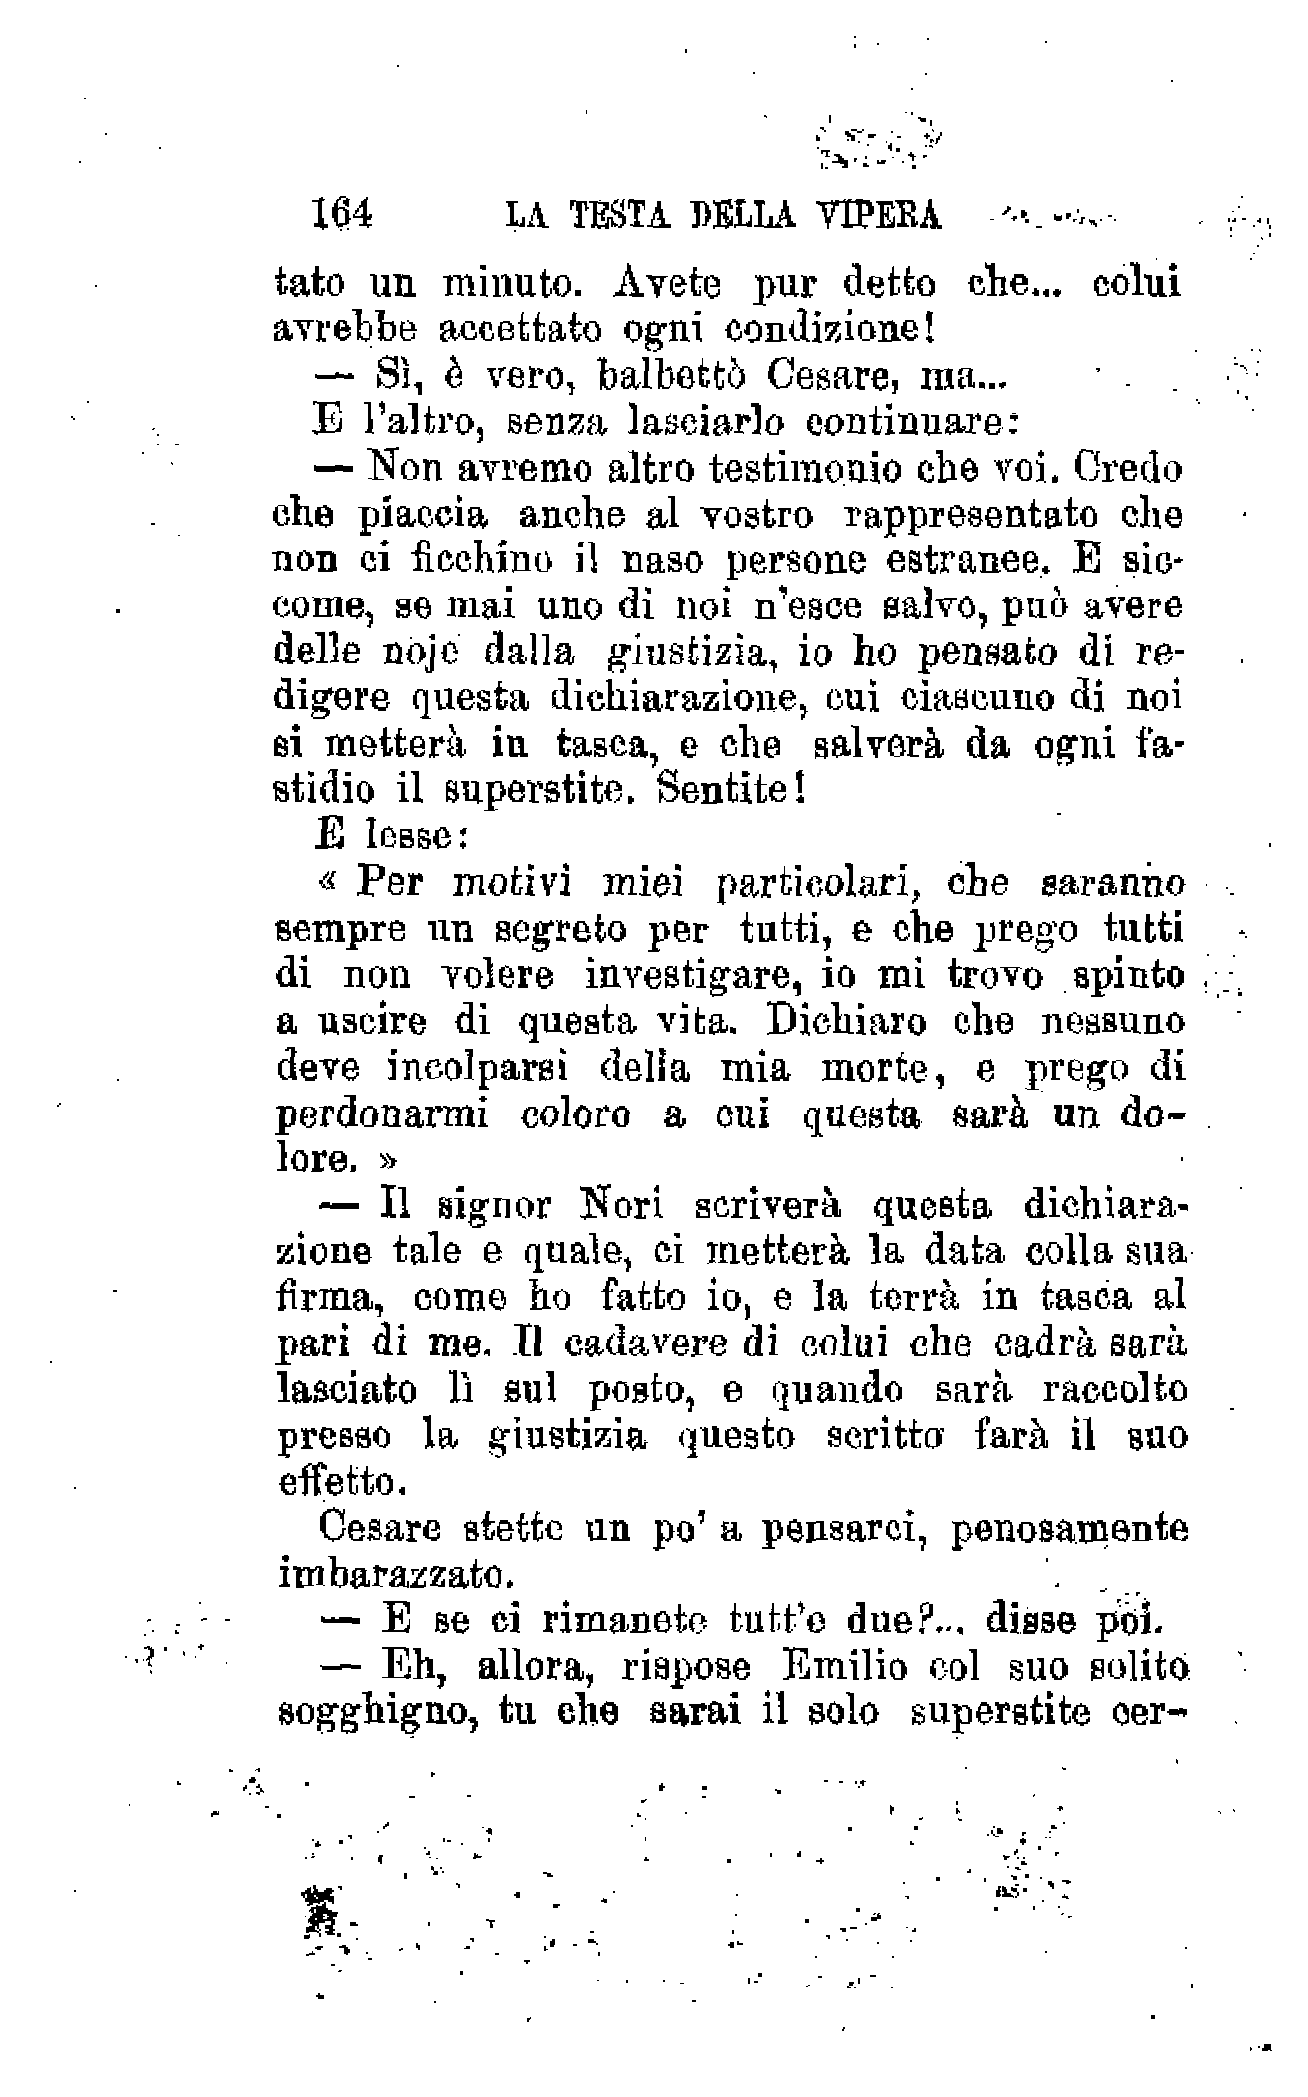 164 LA TESTA DELLA VIPERA
tato un minuto. Avete pur detto che... colui
avrebbe accettato ogni condizione!
— Sì, è vero, balbettò Cesare, ma...
E l'altro, senza lasciarlo continuare:
— Non avremo altro testimonio che voi. Credo
che piaccia anche al vostro rappresentato che
non ci ficchino il naso persone estranee. E sic-
come, se mai uno di noi n'esce salvo, può avere
delle noje dalla giustizia, io ho pensato di re-
digere questa dichiarazione, cui ciascuno di noi
si metterà in tasca, e che salverà da ogni fa-
stidio il superstite. Sentite!
E lesse:
« Per motivi miei particolari, che saranno
sempre un segreto per tutti, e che prego tutti
di non volere investigare, io mi trovo spinto
a uscire di questa vita. Dichiaro che nessuno
deve incolparsi della mia morte, e prego di
perdonarmi coloro a cui questa sarà un do-
lore. »
— Il signor Nori scriverà questa dichiara-
zione tale e quale, ci metterà la data colla sua
firma, come ho fatto io, e la terrà in tasca al
pari di me. Il cadavere di colui che cadrà sarà
lasciato lì sul posto, e quando sarà raccolto
presso la giustizia questo scritto farà il suo
effetto.
Cesare stette un po' a pensarci, penosamente
imbarazzato.
— E se ci rimanete tutt'e due?... disse poi.
— Eh, allora, rispose Emilio col suo solito
sogghigno, tu che sarai il solo superstite cer-